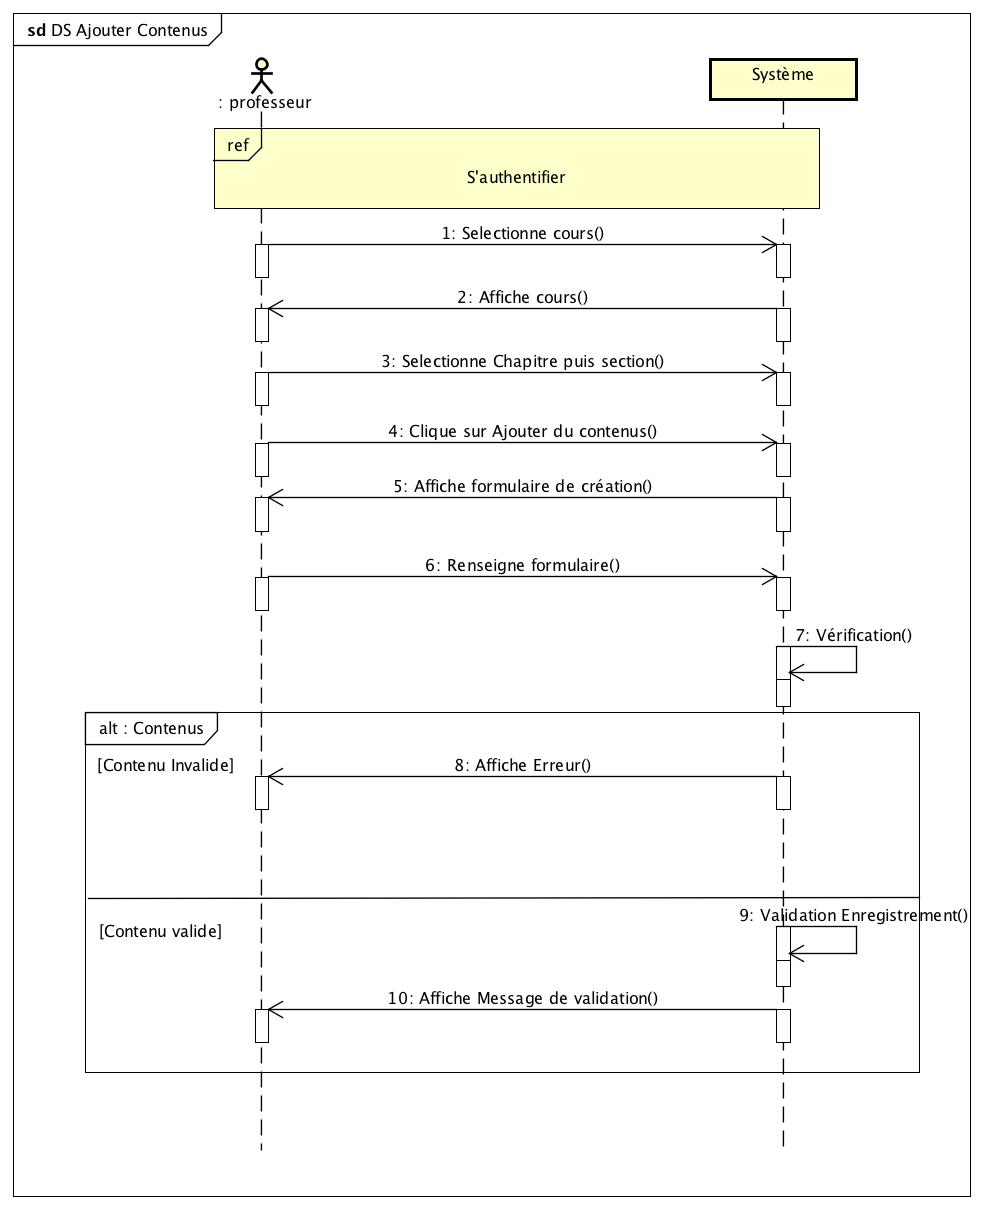 sd DS Ajouter Contenus
: professeur
Système
ref
S'authentifier
1: Selectionne cours()
2: Affiche cours()
3: Selectionne Chapitre puis section()
4: Clique sur Ajouter du contenus()
5: Affiche formulaire de création()
6: Renseigne formulaire()
7: Vérification()
alt : Contenus
[Contenu Invalide]
8: Affiche Erreur()
9: Validation Enregistrement()
[Contenu valide]
10: Affiche Message de validation()